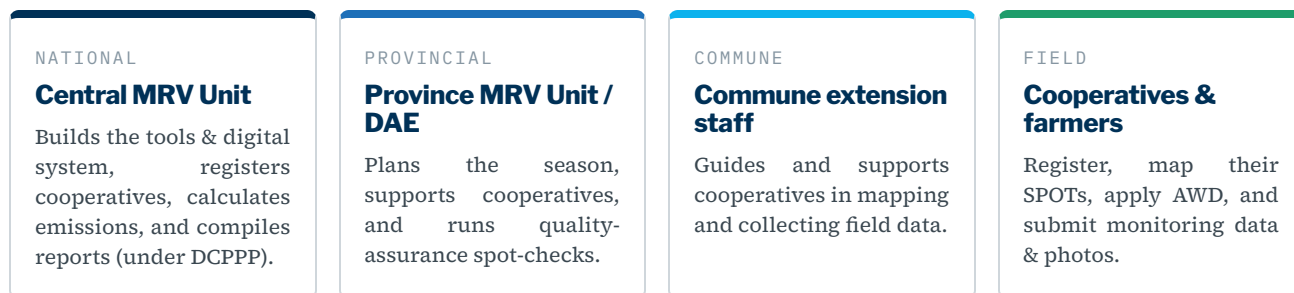 NATIONAL
Central MRV Unit
Builds the tools & digital
system, registers
cooperatives, calculates
emissions, and compiles
reports (under DCPPP).
PROVINCIAL
Province MRV Unit /
DAE
Plans the season,
supports cooperatives,
and runs quality-
assurance spot-checks.
COMMUNE
Commune extension
staff
Guides and supports
cooperatives in mapping
and collecting field data.
FIELD
Cooperatives &
farmers
Register, map their
SPOTs, apply AWD, and
submit monitoring data
& photos.